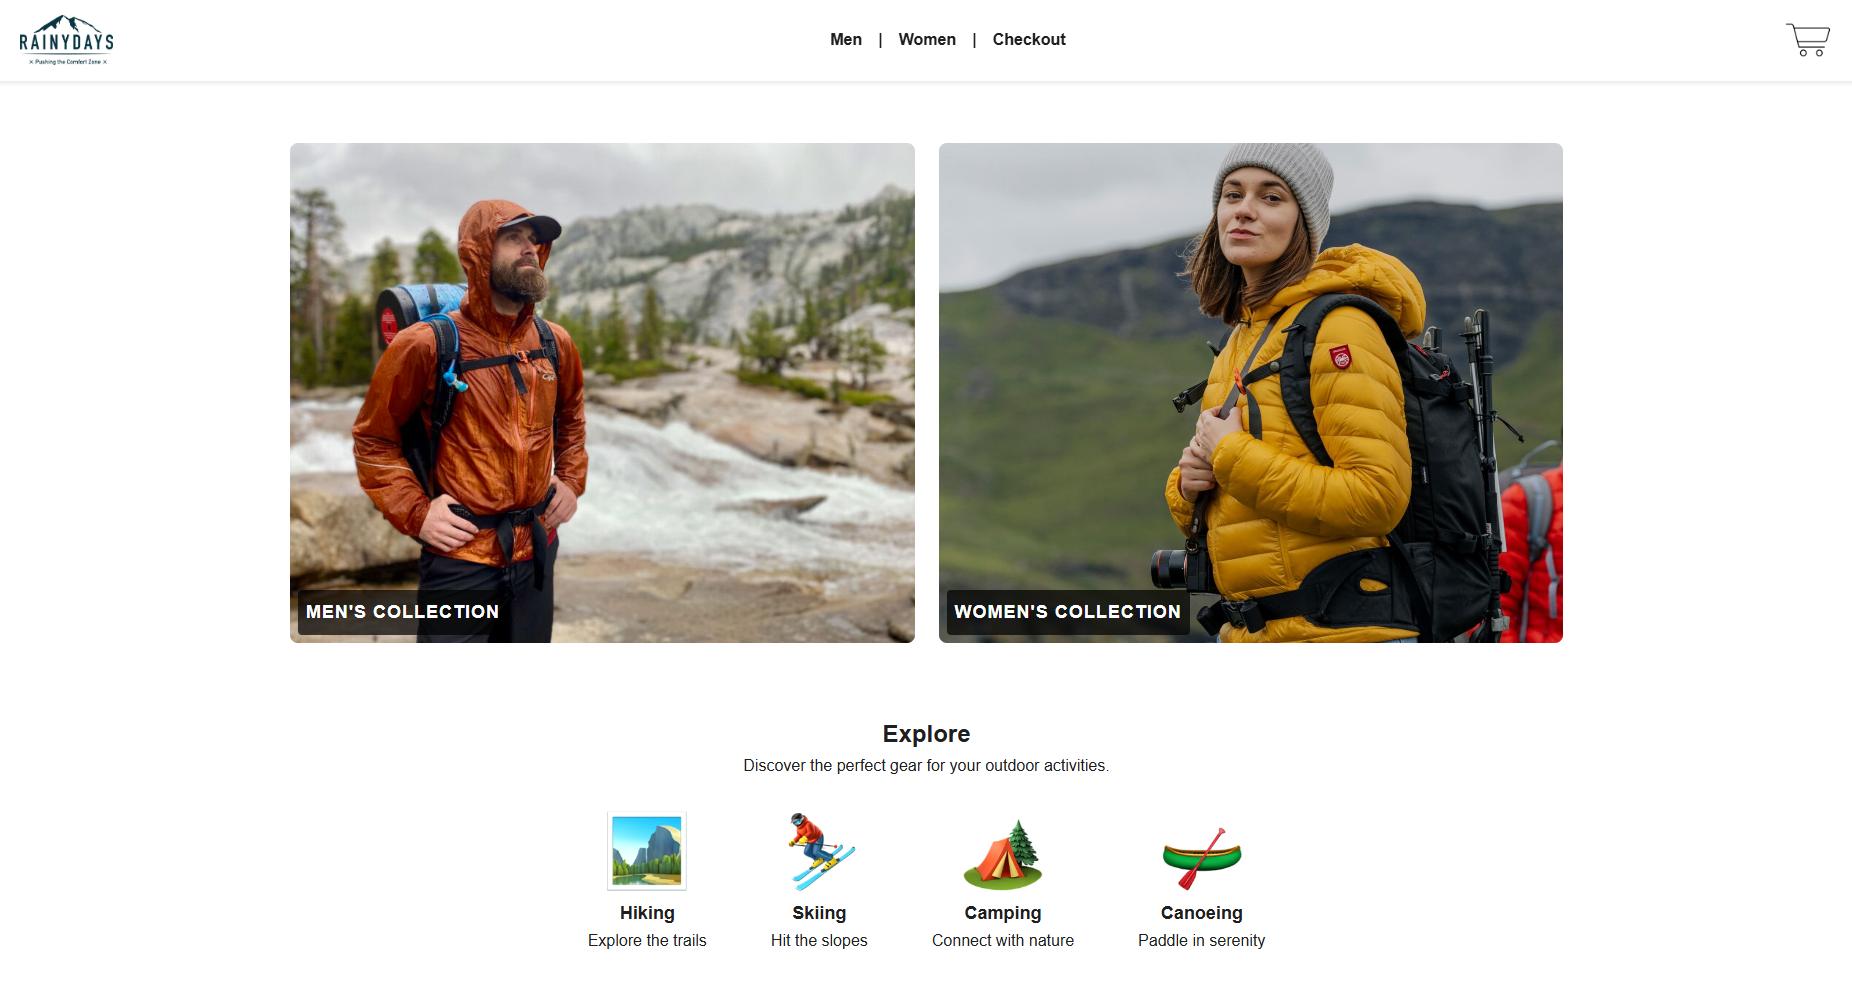 RAINYDAYS
× Pushing the Comfort Zone ×
Men | Women | Checkout
MEN'S COLLECTION
WOMEN'S COLLECTION
Explore
Discover the perfect gear for your outdoor activities.
Hiking
Explore the trails
Skiing
Hit the slopes
Camping
Connect with nature
Canoeing
Paddle in serenity